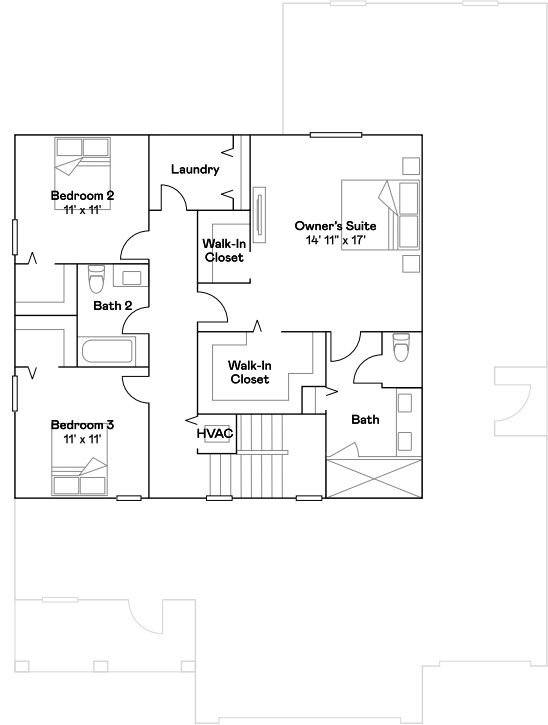 Laundry
Bedroom 2
11' x 11'
Owner's Suite
14' 11" x 17'
Walk-In
Closet
Bath 2
Walk-In
Closet
Bedroom 3
11' x 11'
HVAC
Bath